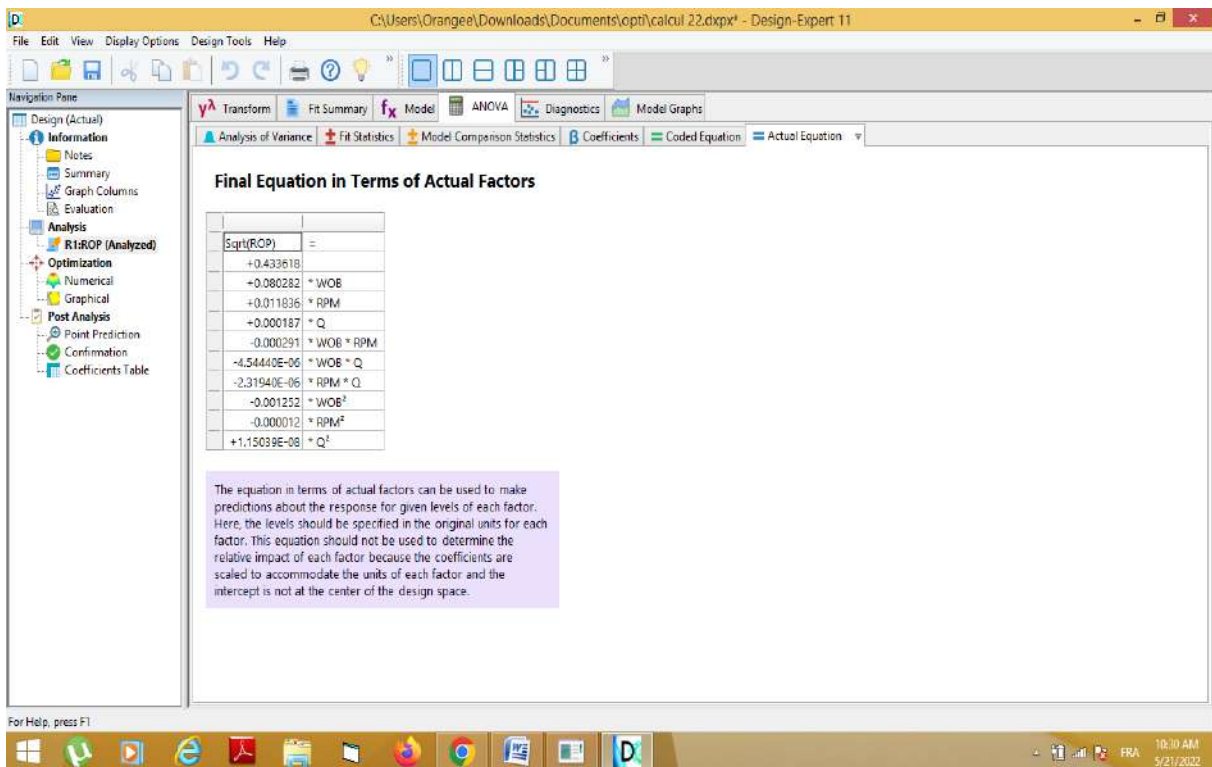 C:\Users\Orangee\Downloads\Documents\opti\calcul 22.dxpx* - Design-Expert 11
File Edit View Display Options Design Tools Help
Navigation Pane
Design (Actual)
Information
Notes
Summary
Graph Columns
Evaluation
Analysis
R1:ROP (Analyzed)
Optimization
Numerical
Graphical
Post Analysis
Point Prediction
Confirmation
Coefficients Table
yλ Transform Fit Summary fx Model ANOVA Diagnostics Model Graphs
Analysis of Variance Fit Statistics Model Comparison Statistics β Coefficients Coded Equation Actual Equation
Final Equation in Terms of Actual Factors
Sqrt(ROP) =
+0.433618
+0.080282 * WOB
+0.011836 * RPM
+0.000187 * Q
-0.000291 * WOB * RPM
-4.54440E-06 * WOB * Q
-2.31940E-06 * RPM * Q
-0.001252 * WOB²
-0.000012 * RPM²
+1.15039E-08 * Q²
The equation in terms of actual factors can be used to make
predictions about the response for given levels of each factor.
Here, the levels should be specified in the original units for each
factor. This equation should not be used to determine the
relative impact of each factor because the coefficients are
scaled to accommodate the units of each factor and the
intercept is not at the center of the design space.
For Help, press F1
FRA
10:30 AM
5/21/2022